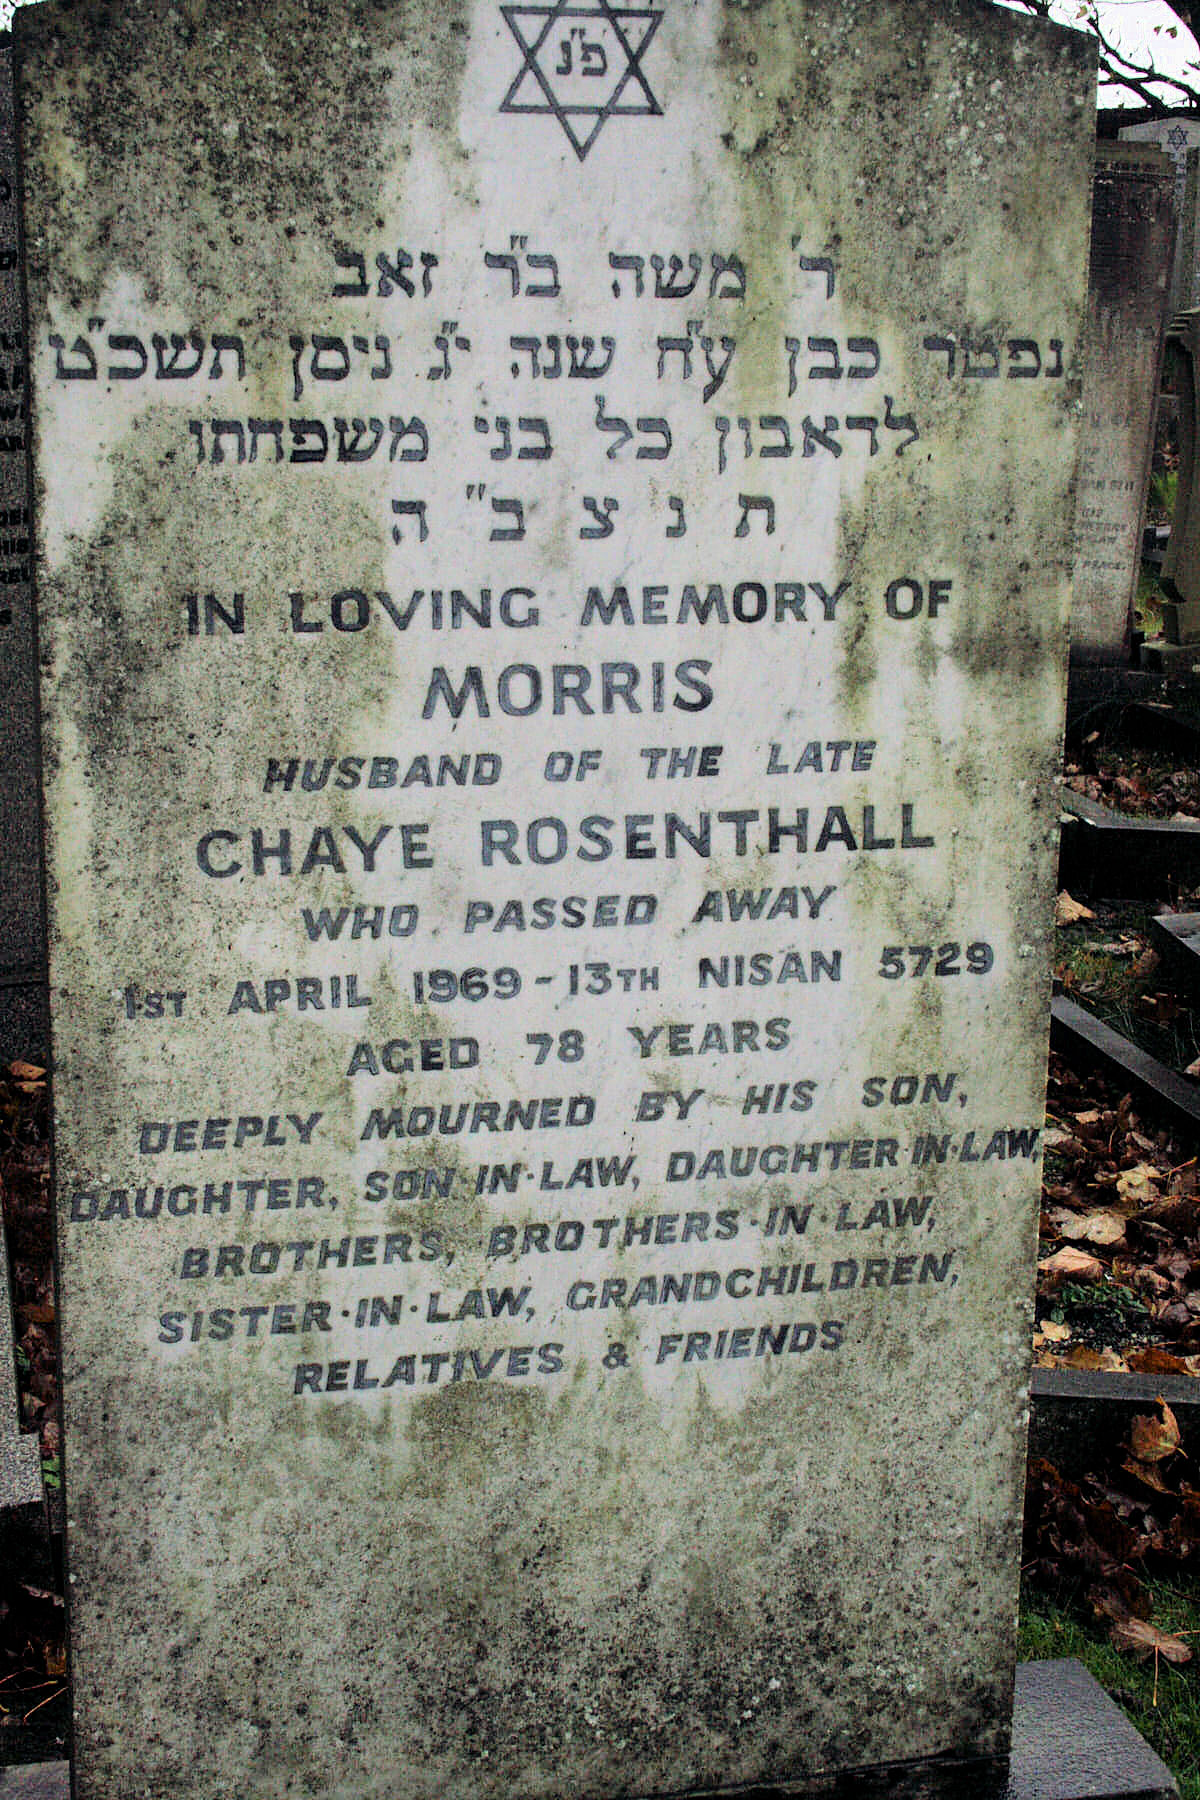 פ"נ
ר' משה ב"ר זאב
נפטר כבן ע"ח שנה י"ג ניסן תשכ"ט
לדאבון כל בני משפחתו
ת נ צ ב" ה
IN LOVING MEMORY OF
MORRIS
HUSBAND OF THE LATE
CHAYE ROSENTHALL
WHO PASSED AWAY
1ST APRIL 1969 - 13TH NISAN 5729
AGED 78 YEARS
DEEPLY MOURNED BY HIS SON,
DAUGHTER, SON·IN·LAW, DAUGHTER·IN·LAW,
BROTHERS, BROTHERS·IN·LAW,
SISTER·IN·LAW, GRANDCHILDREN,
RELATIVES & FRIENDS